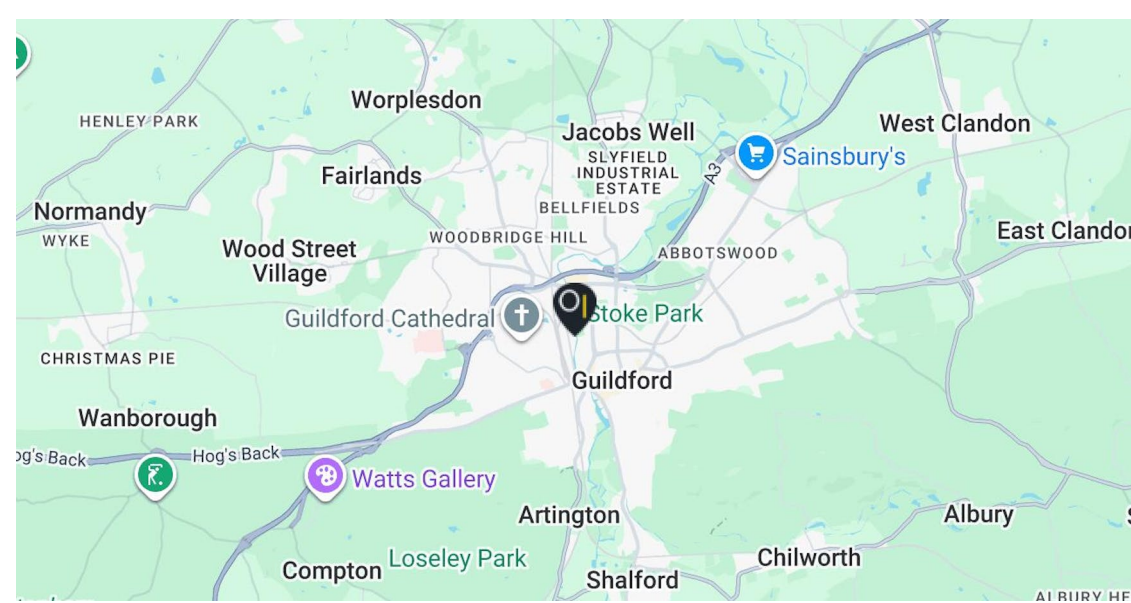 Worplesdon
HENLEY PARK
Jacobs Well
West Clandon
SLYFIELD
INDUSTRIAL
ESTATE
Sainsbury's
A3
Fairlands
Normandy
BELLFIELDS
WYKE
Wood Street
Village
WOODBRIDGE HILL
ABBOTSWOOD
East Clandon
Guildford Cathedral
Stoke Park
CHRISTMAS PIE
Guildford
Wanborough
og's Back
Hog's Back
Watts Gallery
Artington
Albury
Compton
Loseley Park
Chilworth
Shalford
ALBURY HE